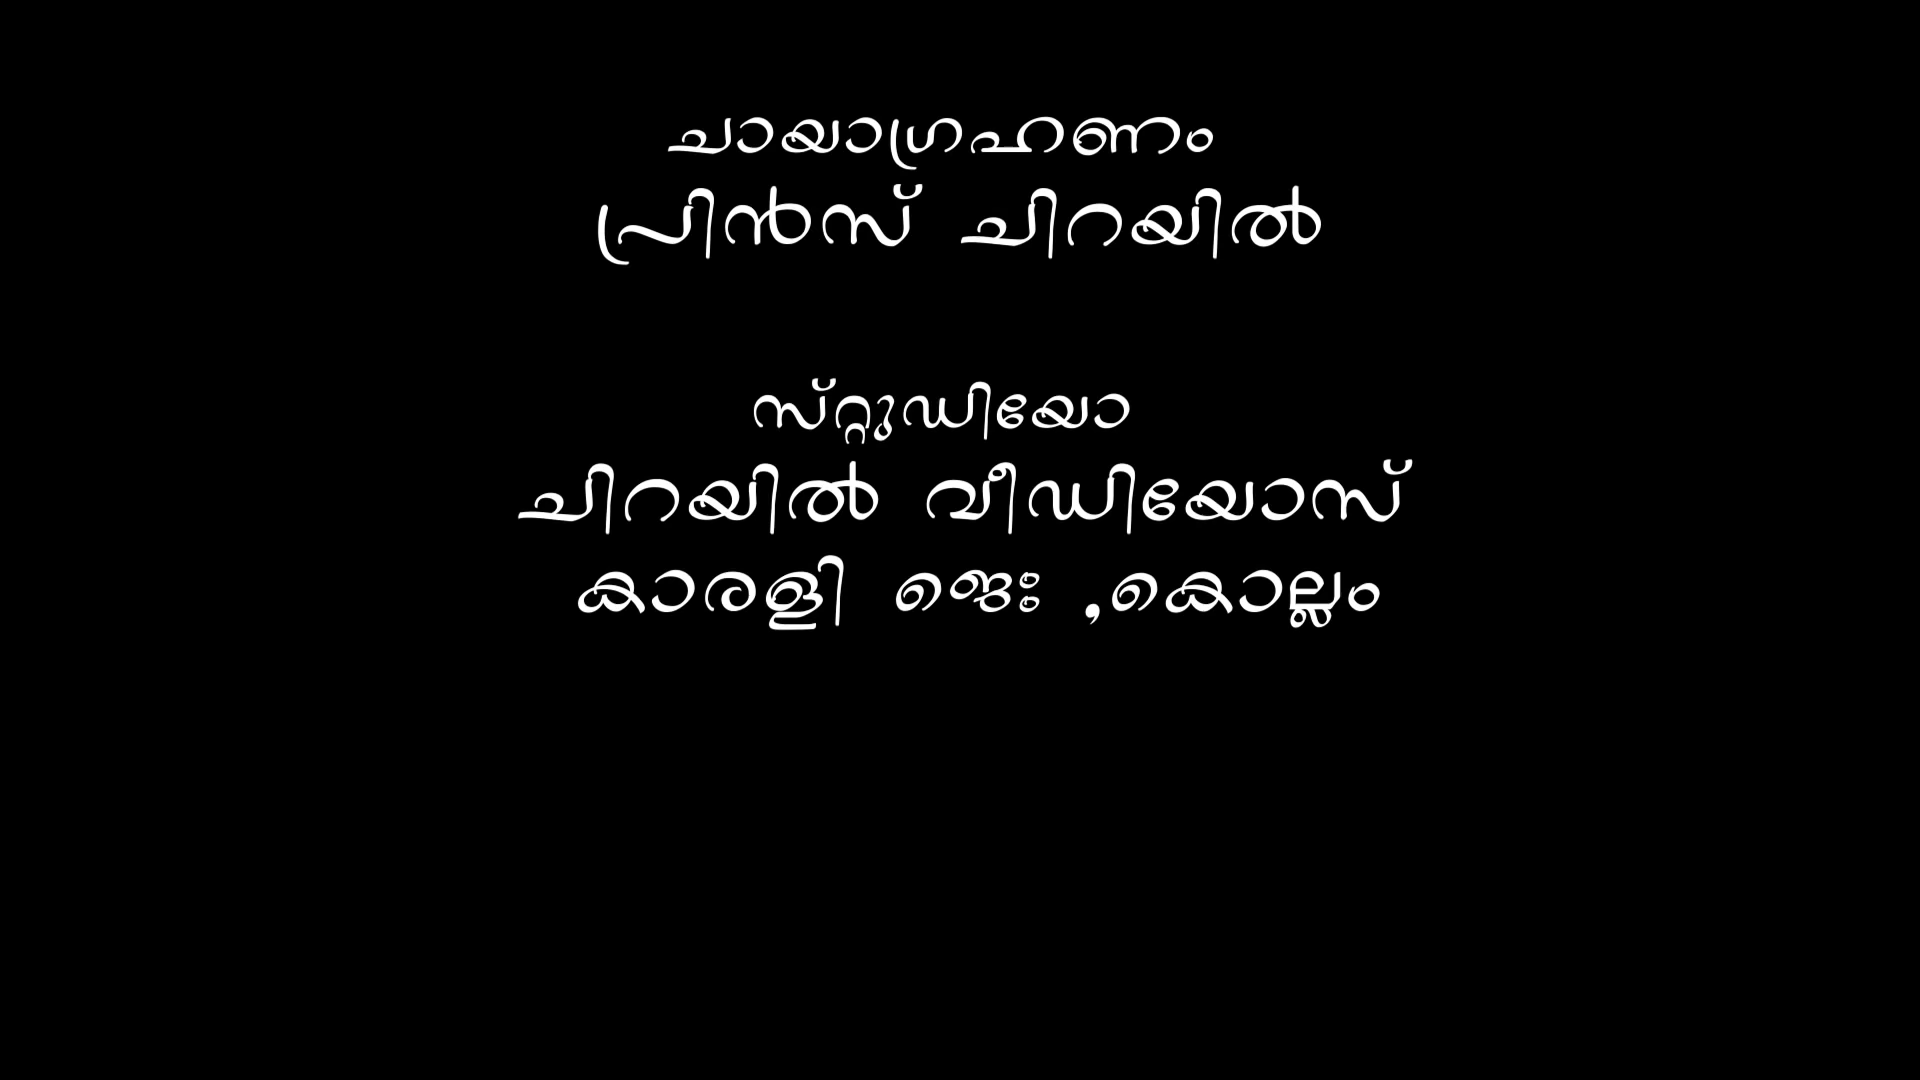 ചായാഗ്രഹണം
പ്രിൻസ് ചിറയിൽ
സ്റ്റുഡിയോ
ചിറയിൽ വീഡിയോസ്
കാരളി ജെഃ ,കൊല്ലം